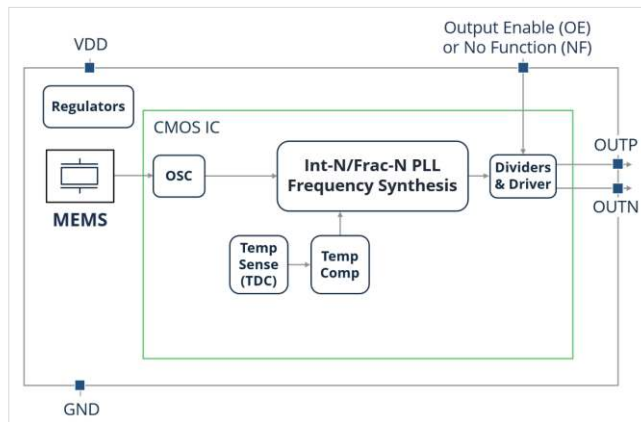 VDD
Output Enable (OE)
or No Function (NF)
Regulators
CMOS IC
OUTP
MEMS
OSC
Int-N/Frac-N PLL
Frequency Synthesis
Dividers
& Driver
OUTN
Temp
Sense
(TDC)
Temp
Comp
GND